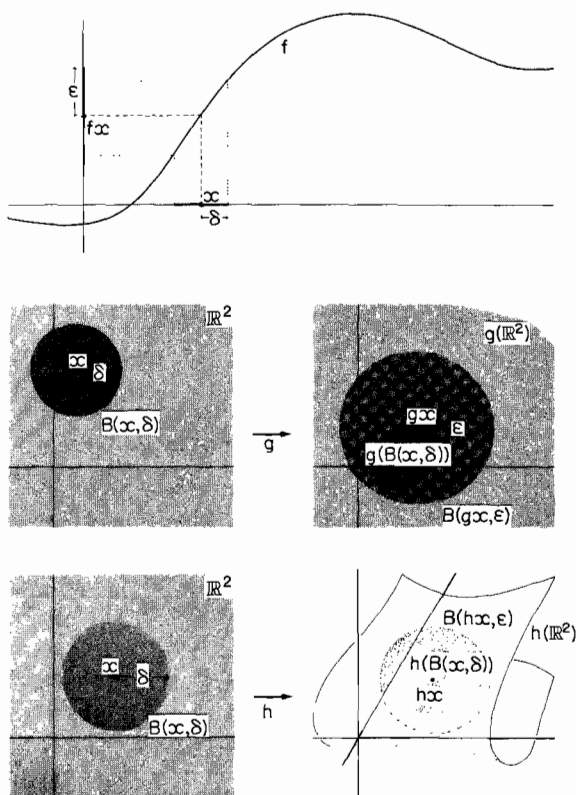 f
ε
fx
x
δ
ℝ²
x
δ
B(x,δ)
g
g(ℝ²)
gx
ε
g(B(x,δ))
B(gx,ε)
ℝ²
x
δ
B(x,δ)
h
B(hx,ε)
h(ℝ²)
h(B(x,δ))
hx